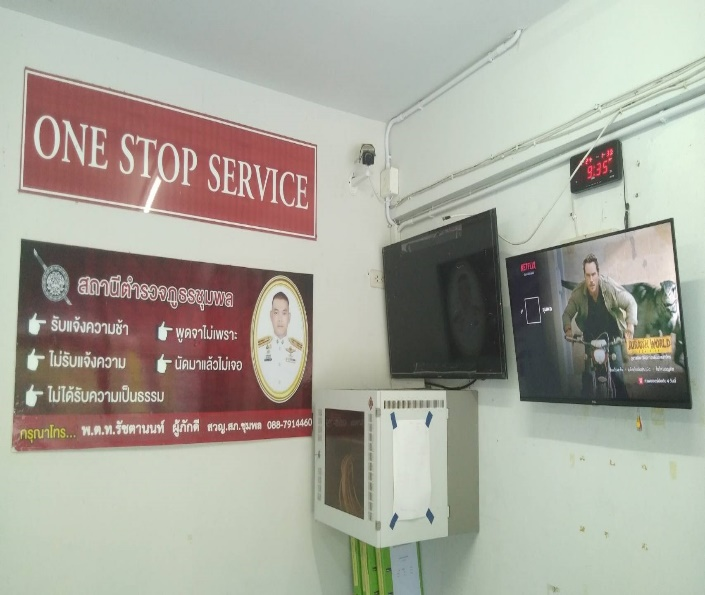 ONE STOP SERVICE
สถานีตำรวจภูธรชุมพล
รับแจ้งความช้า
พูดจาไม่เพราะ
ไม่รับแจ้งความ
นัดมาแล้วไม่เจอ
ไม่ได้รับความเป็นธรรม
กรุณาโทร... พ.ต.ท.รัชตานนท์ ผู้ภักดี สวญ.สภ.ชุมพล 088-7914460
9:35
NETFLIX
JURASSIC WORLD